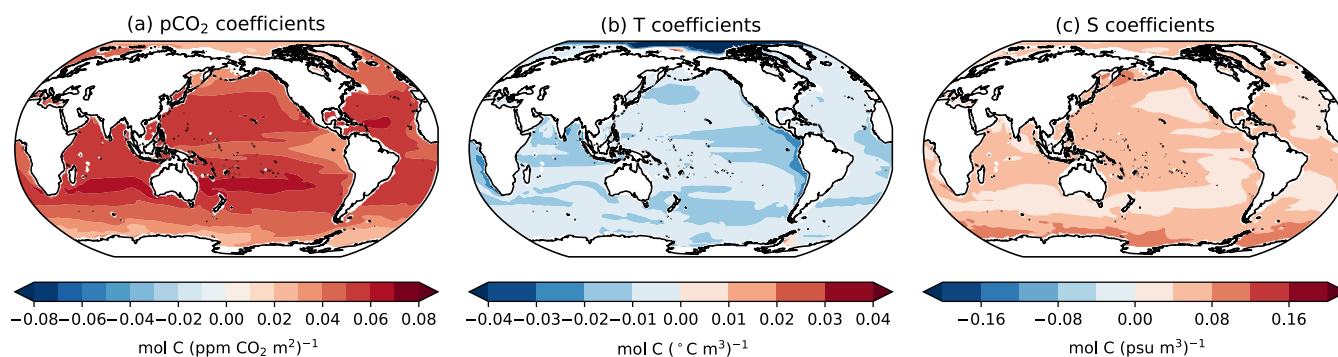 (a) pCO₂ coefficients
(b) T coefficients
(c) S coefficients
−0.08 −0.06 −0.04 −0.02 0.00 0.02 0.04 0.06 0.08
−0.04 −0.03 −0.02 −0.01 0.00 0.01 0.02 0.03 0.04
−0.16 −0.08 0.00 0.08 0.16
mol C (ppm CO₂ m²)⁻¹
mol C (°C m³)⁻¹
mol C (psu m³)⁻¹